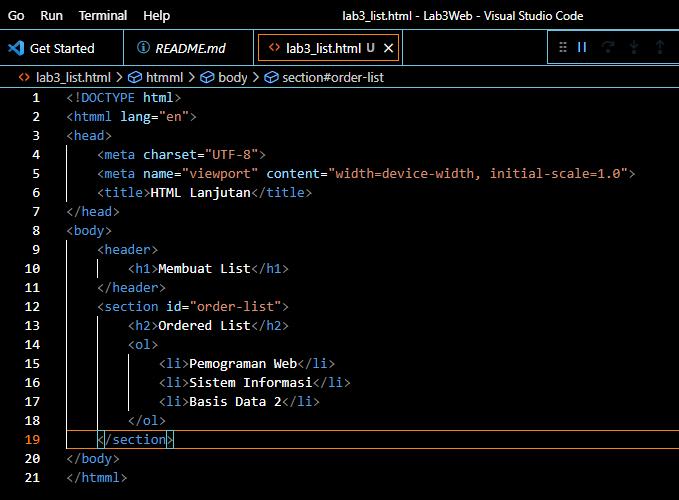 Go Run Terminal Help lab3_list.html - Lab3Web - Visual Studio Code
Get Started README.md lab3_list.html U
lab3_list.html > htmml > body > section#order-list
1 <!DOCTYPE html>
2 <htmml lang="en">
3 <head>
4 <meta charset="UTF-8">
5 <meta name="viewport" content="width=device-width, initial-scale=1.0">
6 <title>HTML Lanjutan</title>
7 </head>
8 <body>
9 <header>
10 <h1>Membuat List</h1>
11 </header>
12 <section id="order-list">
13 <h2>Ordered List</h2>
14 <ol>
15 <li>Pemograman Web</li>
16 <li>Sistem Informasi</li>
17 <li>Basis Data 2</li>
18 </ol>
19 </section>
20 </body>
21 </htmml>